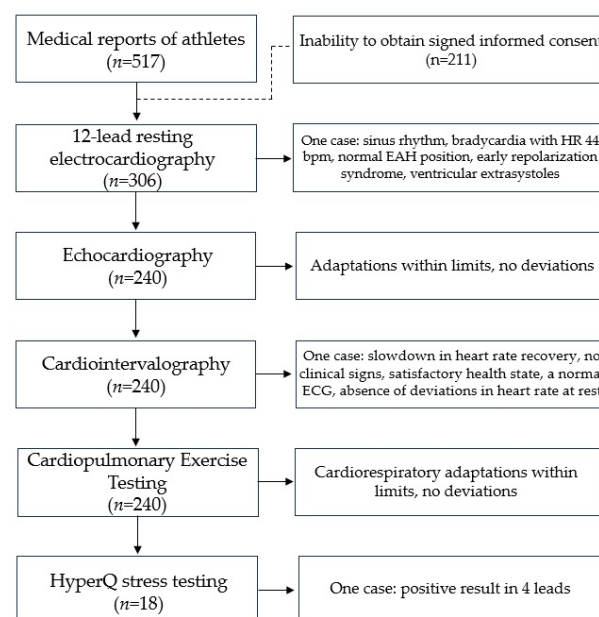 Medical reports of athletes
(n=517)
Inability to obtain signed informed consent
(n=211)
12-lead resting
electrocardiography
(n=306)
One case: sinus rhythm, bradycardia with HR 44
bpm, normal EAH position, early repolarization
syndrome, ventricular extrasystoles
Echocardiography
(n=240)
Adaptations within limits, no deviations
Cardiointervalography
(n=240)
One case: slowdown in heart rate recovery, no
clinical signs, satisfactory health state, a norma
ECG, absence of deviations in heart rate at rest
Cardiopulmonary Exercise
Testing
(n=240)
Cardiorespiratory adaptations within
limits, no deviations
HyperQ stress testing
(n=18)
One case: positive result in 4 leads